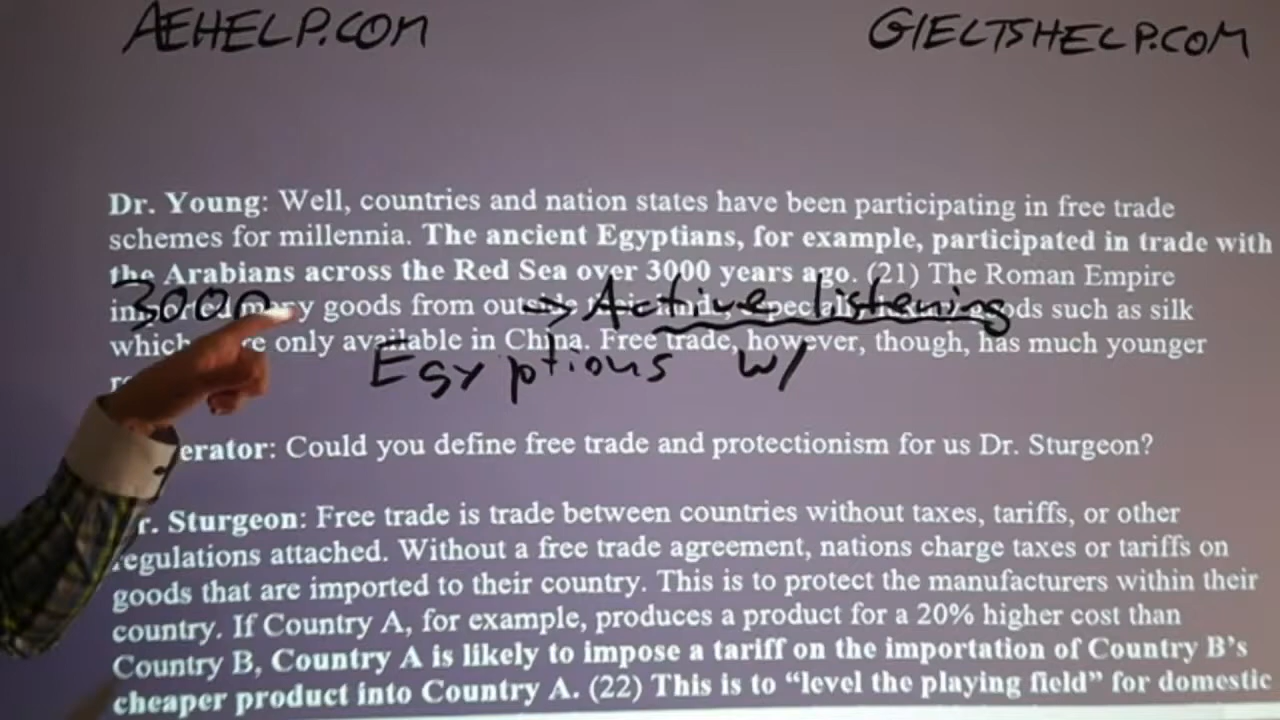 AEHELP.COM
GIELTSHELP.COM
Dr. Young: Well, countries and nation states have been participating in free trade
schemes for millennia. The ancient Egyptians, for example, participated in trade with
the Arabians across the Red Sea over 3000 years ago. (21) The Roman Empire
goods from outside such as silk
3000 → Active listening
which only available in China. Free trade, however, though, has much younger
Egyptions w/
erator: Could you define free trade and protectionism for us Dr. Sturgeon?
r. Sturgeon: Free trade is trade between countries without taxes, tariffs, or other
regulations attached. Without a free trade agreement, nations charge taxes or tariffs on
goods that are imported to their country. This is to protect the manufacturers within their
country. If Country A, for example, produces a product for a 20% higher cost than
Country B, Country A is likely to impose a tariff on the importation of Country B's
cheaper product into Country A. (22) This is to “level the playing field” for domestic